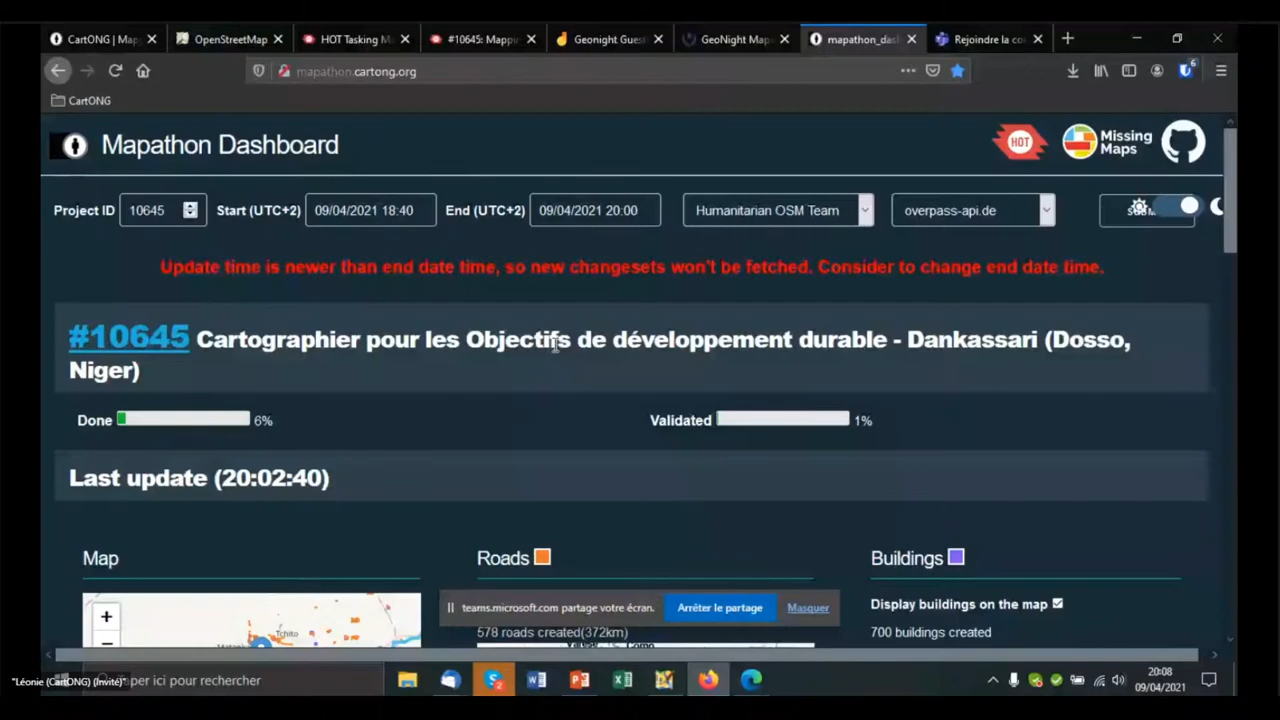 CartONG | Map
OpenStreetMap
HOT Tasking M
#10645: Mappi
Geonight Gues
GeoNight Map
mapathon_das
Rejoindre la co
mapathon.cartong.org
6
CartONG
Mapathon Dashboard
HOT
Missing Maps
Project ID 10645 Start (UTC+2) 09/04/2021 18:40 End (UTC+2) 09/04/2021 20:00 Humanitarian OSM Team overpass-api.de
Update time is newer than end date time, so new changesets won't be fetched. Consider to change end date time.
#10645 Cartographier pour les Objectifs de développement durable - Dankassari (Dosso,
Niger)
Done 6% Validated 1%
Last update (20:02:40)
Map Roads Buildings
+
Tchito
teams.microsoft.com partage votre écran. Arrêter le partage Masquer
Display buildings on the map
578 roads created(372km)
700 buildings created
"Léonie (CartONG) (Invité)"
aper ici pour rechercher
20:08
09/04/2021